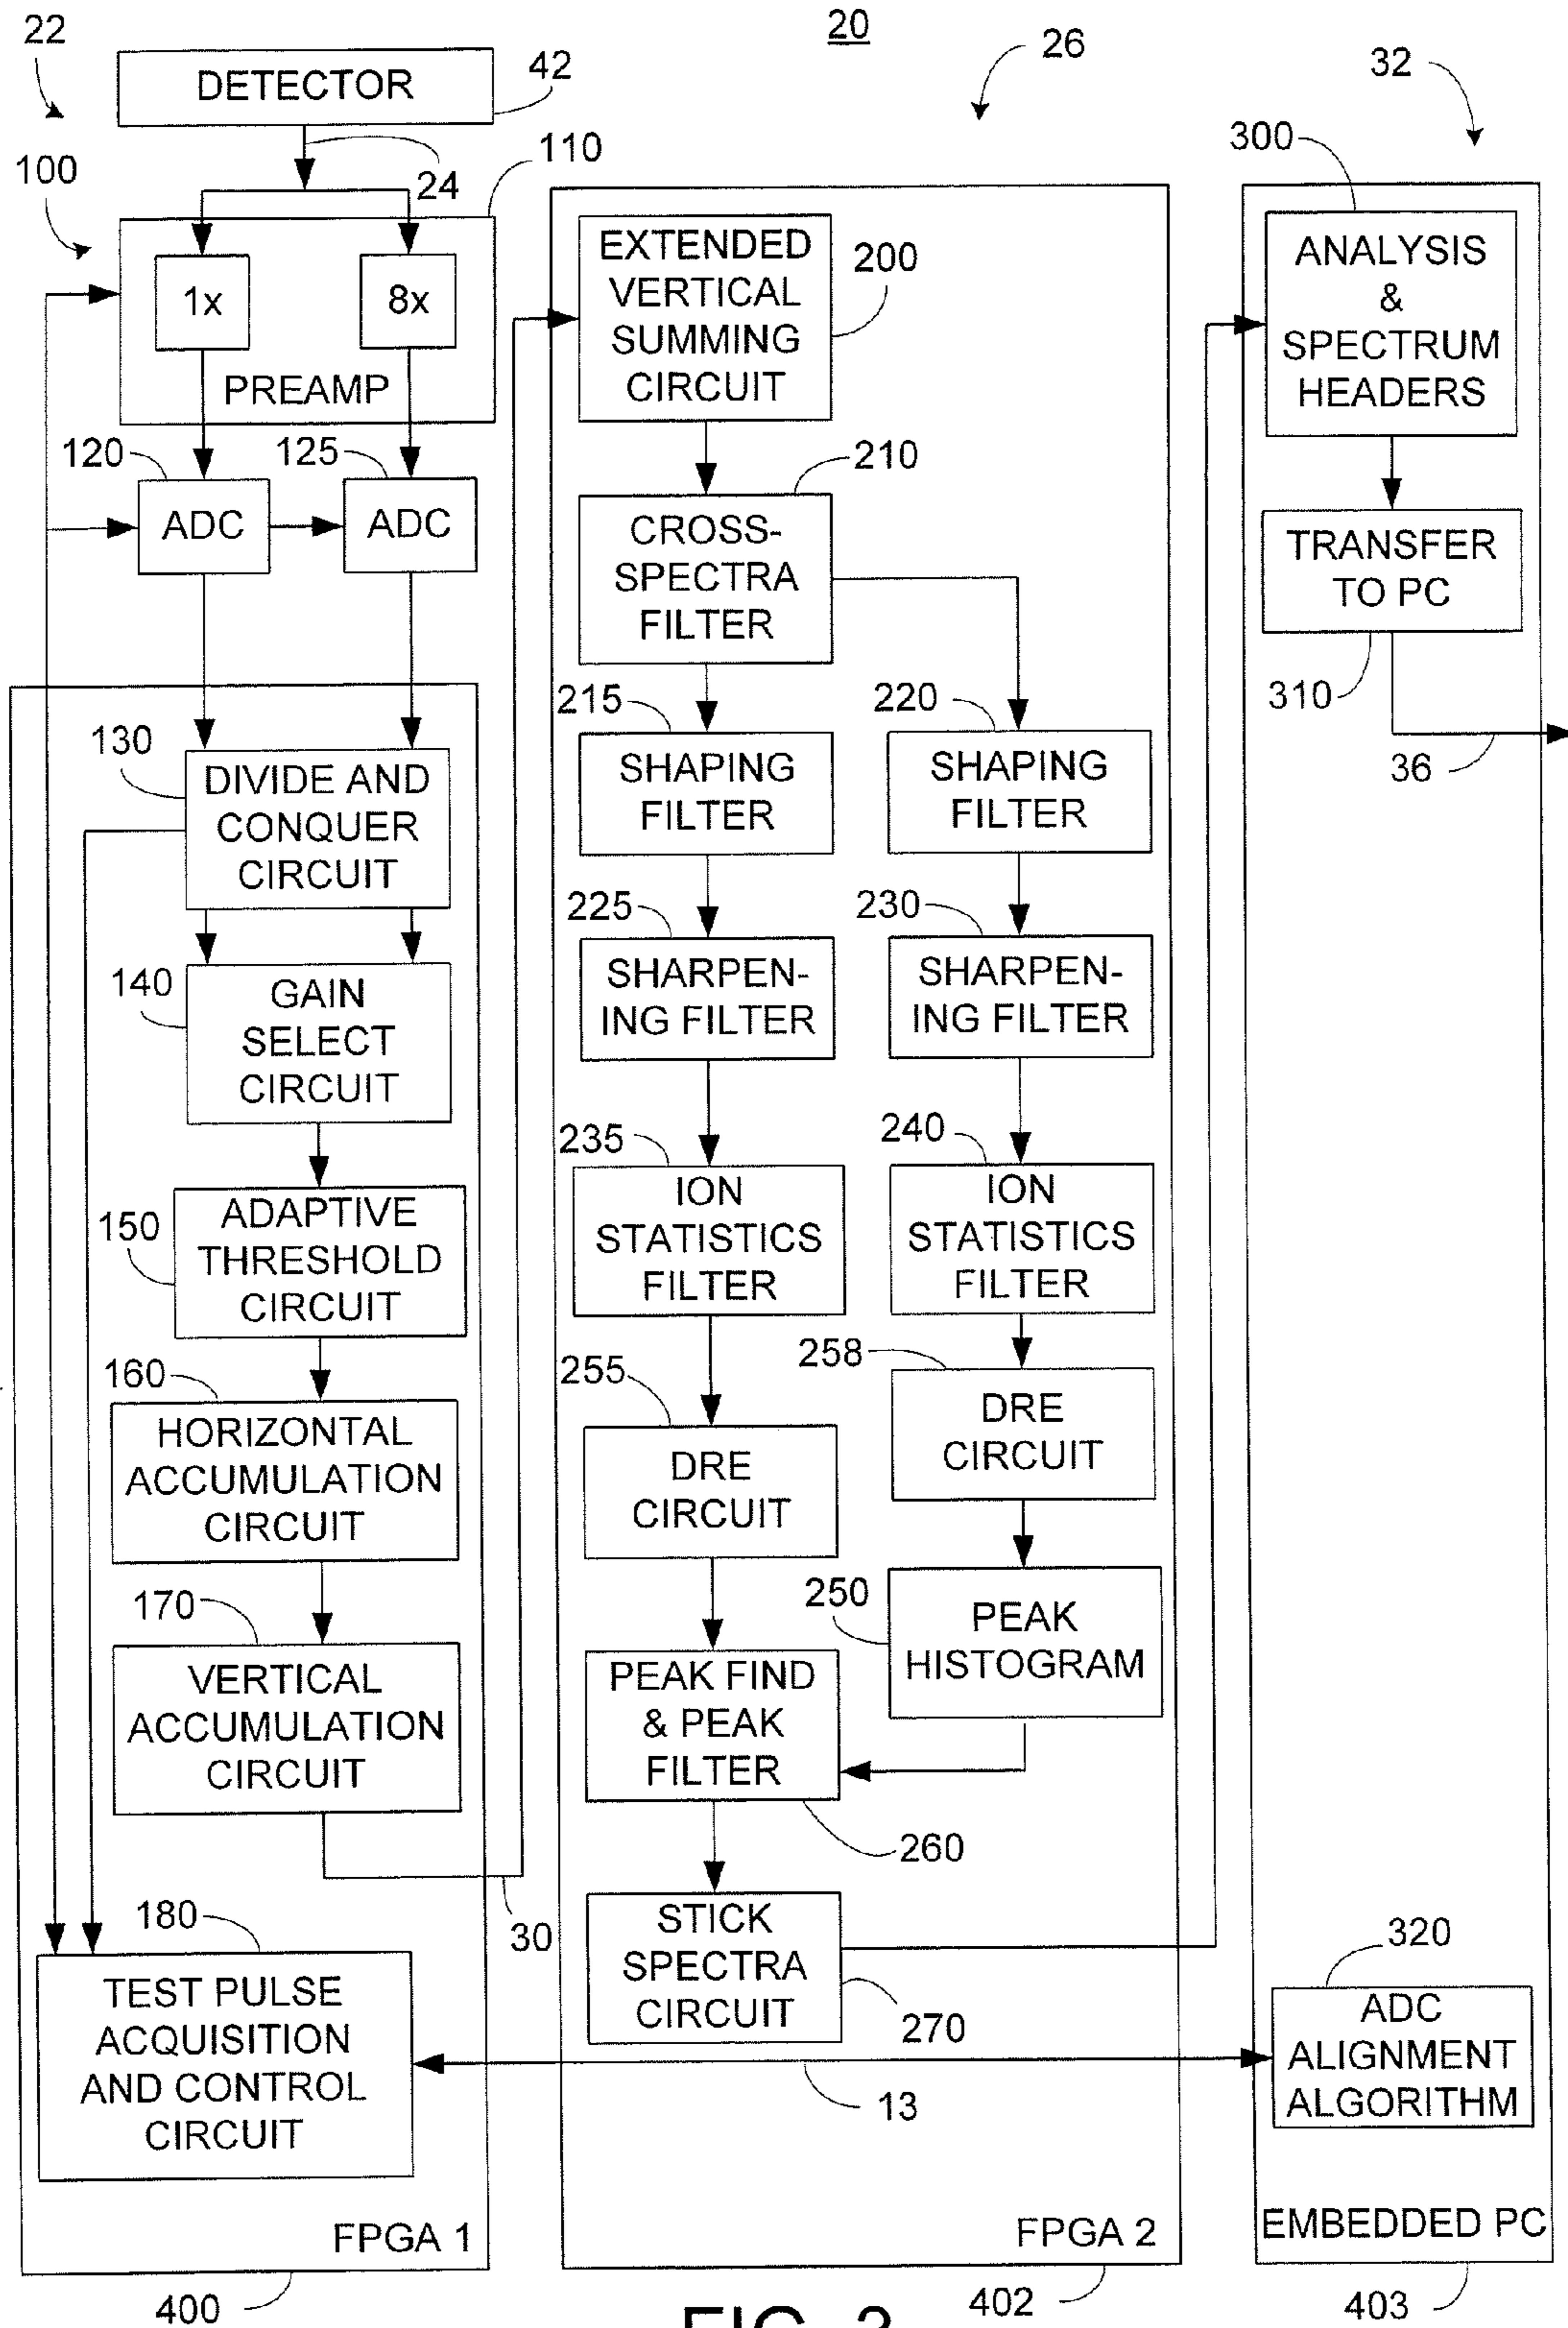 20
22
26
32
DETECTOR
42
24
100
110
1x
8x
PREAMP
120
125
ADC
ADC
130
DIVIDE AND
CONQUER
CIRCUIT
140
GAIN
SELECT
CIRCUIT
150
ADAPTIVE
THRESHOLD
CIRCUIT
160
HORIZONTAL
ACCUMULATION
CIRCUIT
170
VERTICAL
ACCUMULATION
CIRCUIT
30
180
TEST PULSE
ACQUISITION
AND CONTROL
CIRCUIT
FPGA 1
400
EXTENDED
VERTICAL
SUMMING
CIRCUIT
200
210
CROSS-
SPECTRA
FILTER
215
SHAPING
FILTER
220
SHAPING
FILTER
225
SHARPEN-
ING FILTER
230
SHARPEN-
ING FILTER
235
ION
STATISTICS
FILTER
240
ION
STATISTICS
FILTER
255
DRE
CIRCUIT
258
DRE
CIRCUIT
250
PEAK
HISTOGRAM
PEAK FIND
& PEAK
FILTER
260
STICK
SPECTRA
CIRCUIT
270
13
FPGA 2
402
300
ANALYSIS
&
SPECTRUM
HEADERS
TRANSFER
TO PC
310
36
320
ADC
ALIGNMENT
ALGORITHM
EMBEDDED PC
403